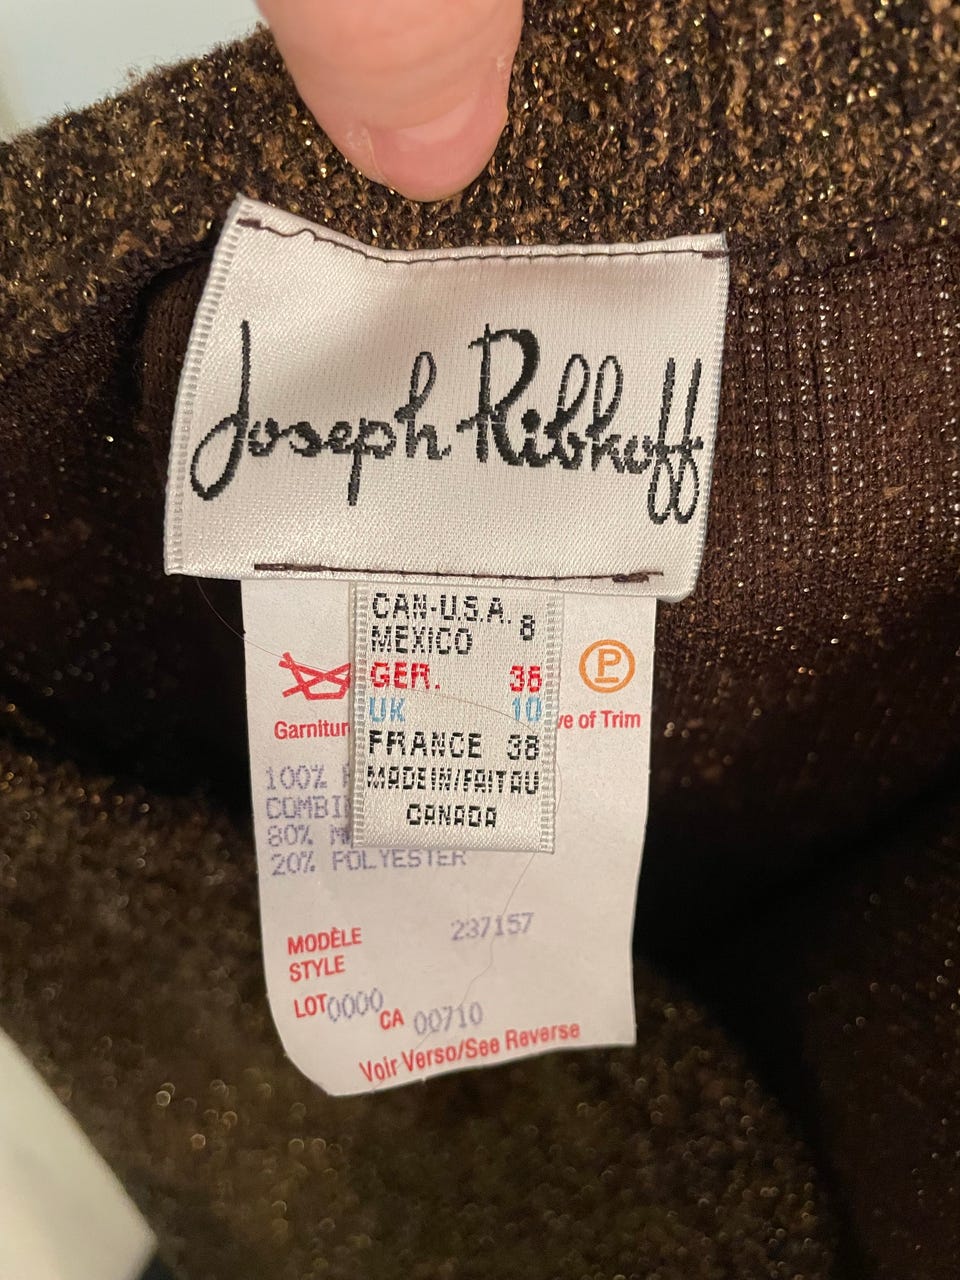 Joseph Ribkoff
CAN-U.S.A. 8
MEXICO
GER. 36
UK 10
FRANCE 38
MADE IN/FAIT AU
CANADA
P
Garnitur ve of Trim
100%
COMBI
80%
20% POLYESTER
MODÈLE 237157
STYLE
LOT 0000 CA 00710
Voir Verso/See Reverse